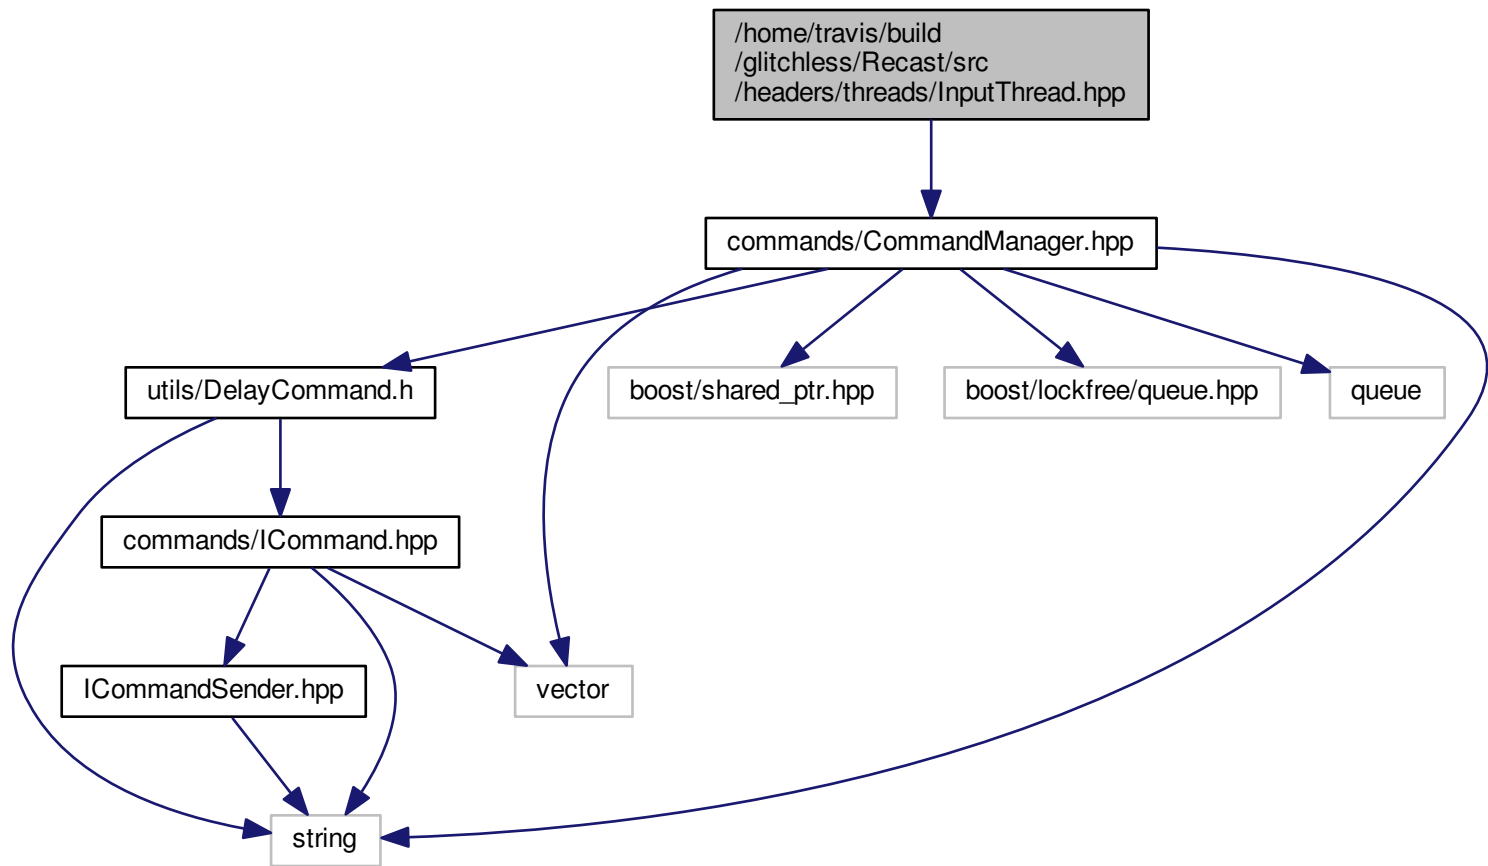 /home/travis/build
/glitchless/Recast/src
/headers/threads/InputThread.hpp
commands/CommandManager.hpp
utils/DelayCommand.h
boost/shared_ptr.hpp
boost/lockfree/queue.hpp
queue
commands/ICommand.hpp
ICommandSender.hpp
vector
string